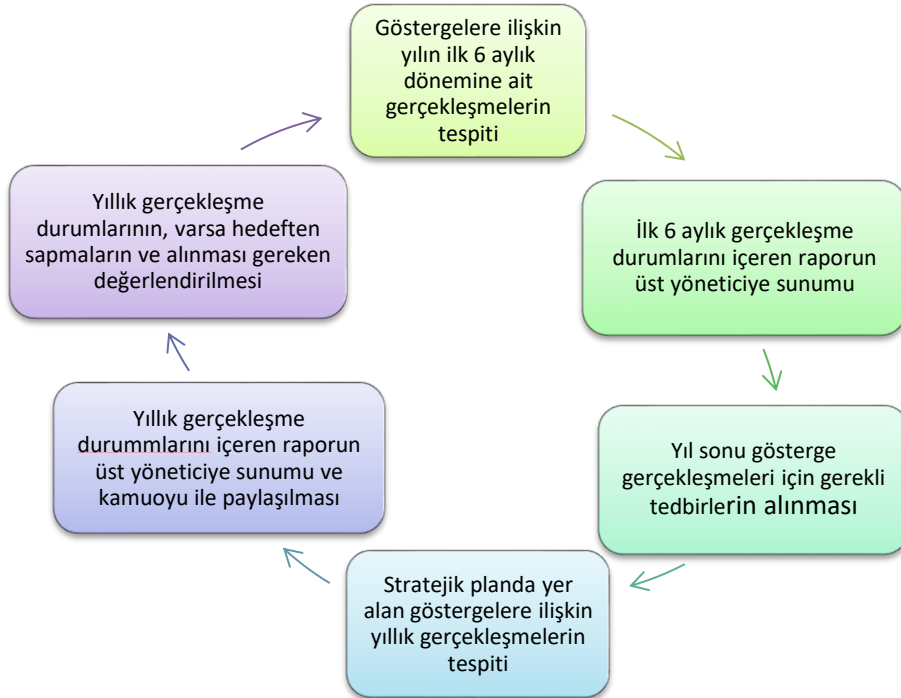 Göstergelere ilişkin
yılın ilk 6 aylık
dönemine ait
gerçekleşmelerin
tespiti
İlk 6 aylık gerçekleşme
durumlarını içeren raporun
üst yöneticiye sunumu
Yıl sonu gösterge
gerçekleşmeleri için gerekli
tedbirlerin alınması
Stratejik planda yer
alan göstergelere ilişkin
yıllık gerçekleşmelerin
tespiti
Yıllık gerçekleşme
durummlarını içeren raporun
üst yöneticiye sunumu ve
kamuoyu ile paylaşılması
Yıllık gerçekleşme
durumlarının, varsa hedeften
sapmaların ve alınması gereken
değerlendirilmesi